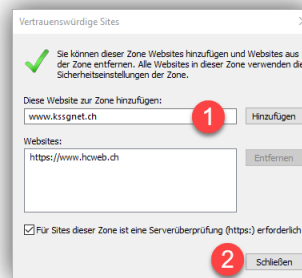 Vertrauenswürdige Sites
Sie können dieser Zone Websites hinzufügen und Websites aus
der Zone entfernen. Alle Websites in dieser Zone verwenden die
Sicherheitseinstellungen der Zone.
Diese Website zur Zone hinzufügen:
www.kssgnet.ch
1
Hinzufügen
Websites:
https://www.hcweb.ch
Entfernen
Für Sites dieser Zone ist eine Serverüberprüfung (https:) erforderlich
2
Schließen